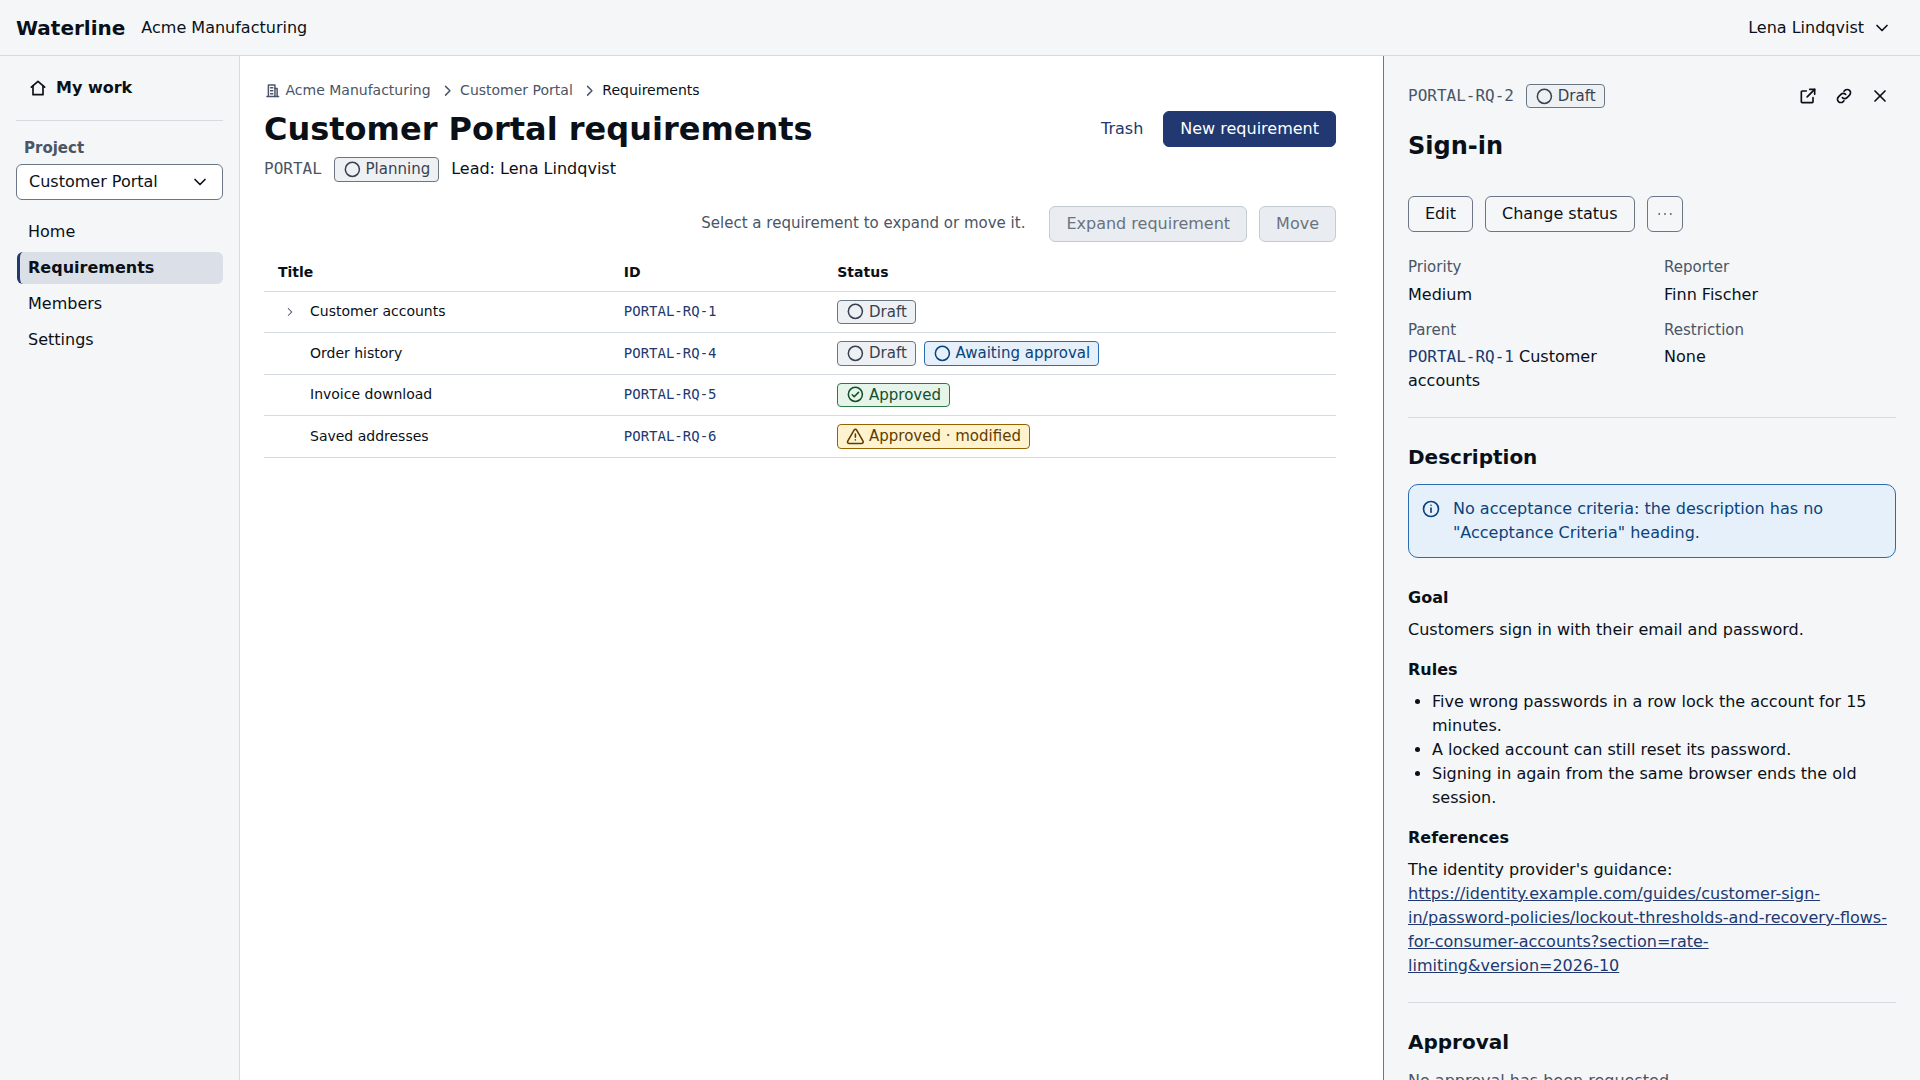 Waterline
Acme Manufacturing
Lena Lindqvist
My work
Project
Customer Portal
Home
Requirements
Members
Settings
Acme Manufacturing
Customer Portal
Requirements
Customer Portal requirements
Trash
New requirement
PORTAL
Planning
Lead: Lena Lindqvist
Select a requirement to expand or move it.
Expand requirement
Move
Title ID Status
Customer accounts PORTAL-RQ-1 Draft
Order history PORTAL-RQ-4 Draft Awaiting approval
Invoice download PORTAL-RQ-5 Approved
Saved addresses PORTAL-RQ-6 Approved · modified
PORTAL-RQ-2 Draft
Sign-in
Edit
Change status
···
Priority
Medium
Reporter
Finn Fischer
Parent
PORTAL-RQ-1 Customer
accounts
Restriction
None
Description
No acceptance criteria: the description has no
"Acceptance Criteria" heading.
Goal
Customers sign in with their email and password.
Rules
• Five wrong passwords in a row lock the account for 15
minutes.
• A locked account can still reset its password.
• Signing in again from the same browser ends the old
session.
References
The identity provider's guidance:
https://identity.example.com/guides/customer-sign-
in/password-policies/lockout-thresholds-and-recovery-flows-
for-consumer-accounts?section=rate-
limiting&version=2026-10
Approval
No approval has been requested.